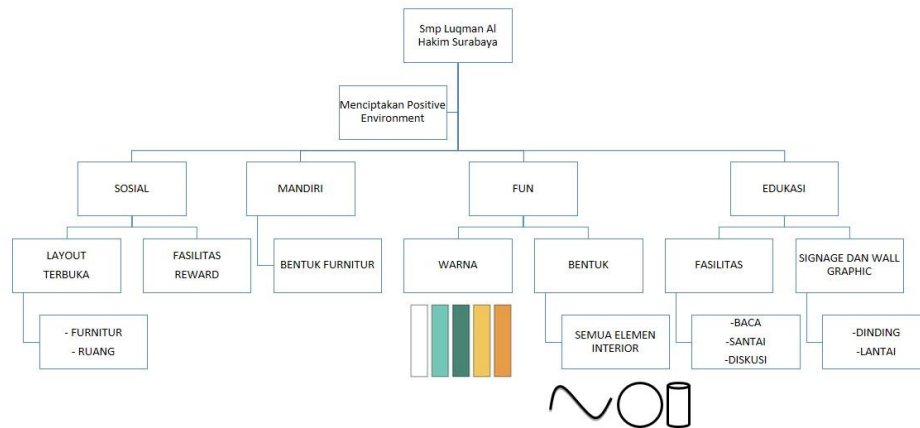 Smp Luqman Al
Hakim Surabaya
Menciptakan Positive
Environment
SOSIAL
MANDIRI
FUN
EDUKASI
LAYOUT
TERBUKA
FASILITAS
REWARD
BENTUK FURNITUR
WARNA
BENTUK
FASILITAS
SIGNAGE DAN WALL
GRAPHIC
- FURNITUR
- RUANG
SEMUA ELEMEN
INTERIOR
-BACA
-SANTAI
-DISKUSI
-DINDING
-LANTAI